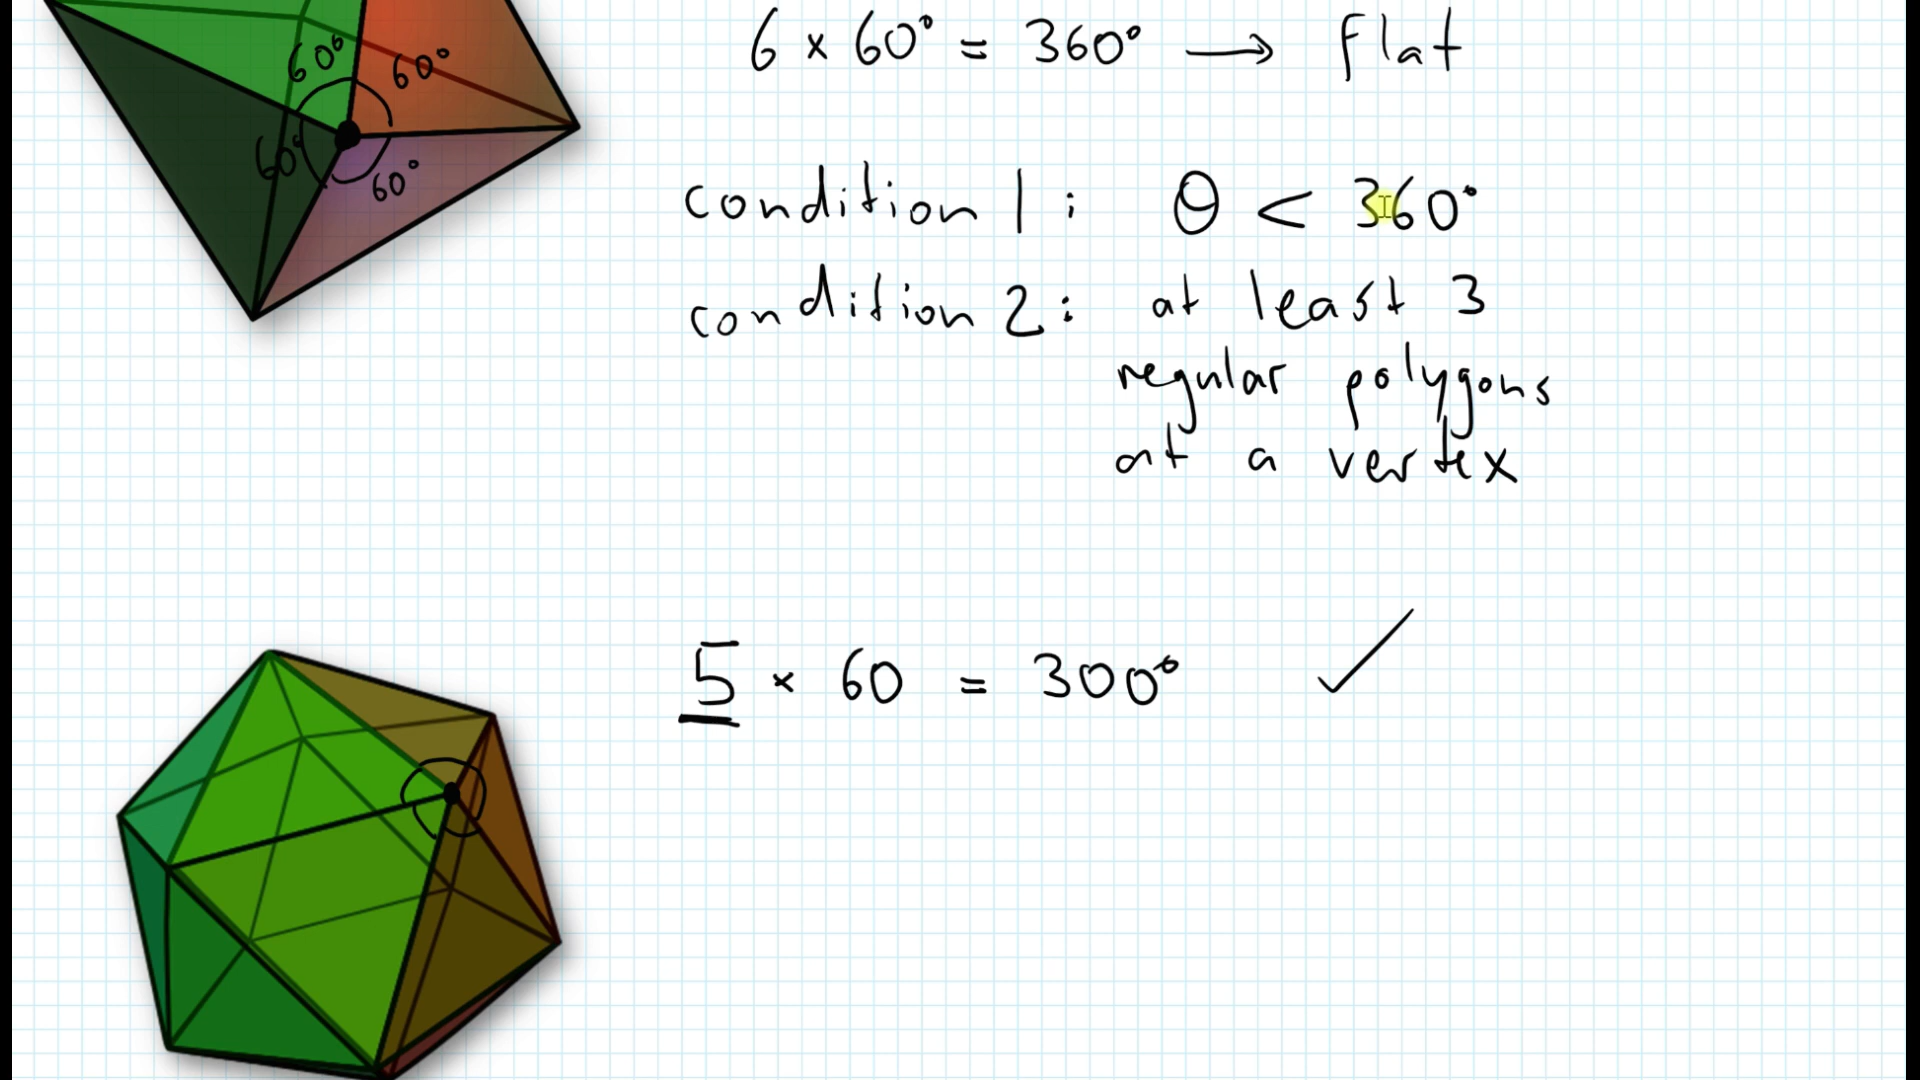 6 × 60° = 360° → flat
60° 60°
60° 60°
condition 1 : θ < 360°
condition 2 : at least 3
regular polygons
at a vertex
5 × 60 = 300° ✓